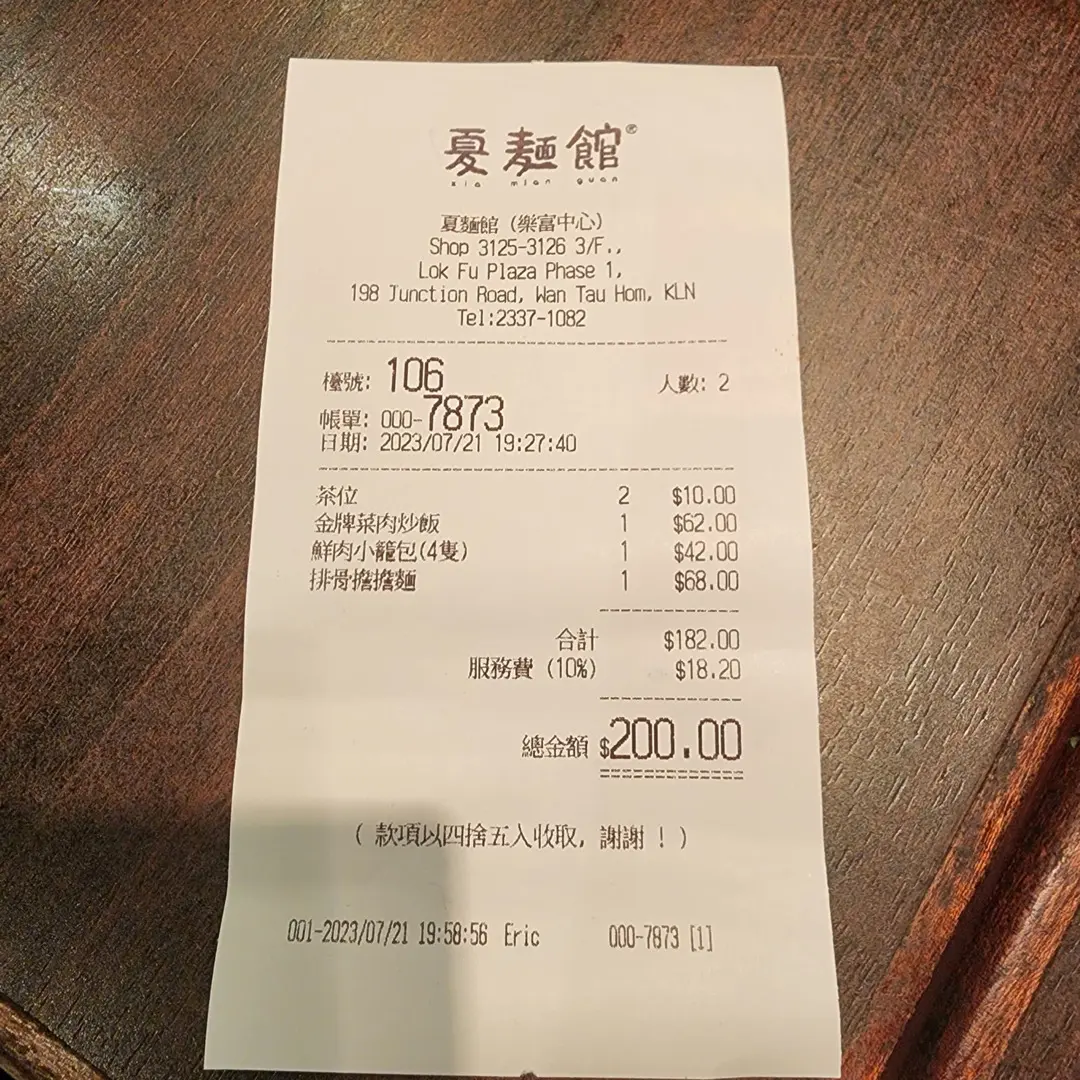 夏麵館®
xia mian guan
夏麵館 (樂富中心)
Shop 3125-3126 3/F.,
Lok Fu Plaza Phase 1,
198 Junction Road, Wan Tau Hom, KLN
Tel:2337-1082
檯號: 106 人數: 2
帳單: 000-7873
日期: 2023/07/21 19:27:40
茶位 2 $10.00
金牌菜肉炒飯 1 $62.00
鮮肉小籠包(4隻) 1 $42.00
排骨擔擔麵 1 $68.00
合計 $182.00
服務費 (10%) $18.20
總金額 $200.00
( 款項以四捨五入收取, 謝謝 ! )
001-2023/07/21 19:58:56 Eric 000-7873 [1]